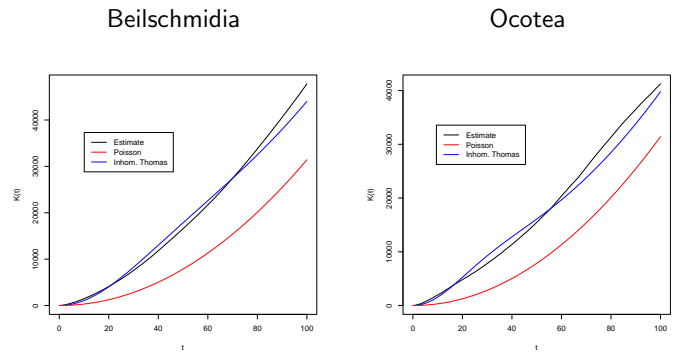 Beilschmidia
Ocotea
K(t)
0
10000
20000
30000
40000
Estimate
Poisson
Inhom. Thomas
0
20
40
60
80
100
t
K(t)
0
10000
20000
30000
40000
Estimate
Poisson
Inhom. Thomas
0
20
40
60
80
100
t